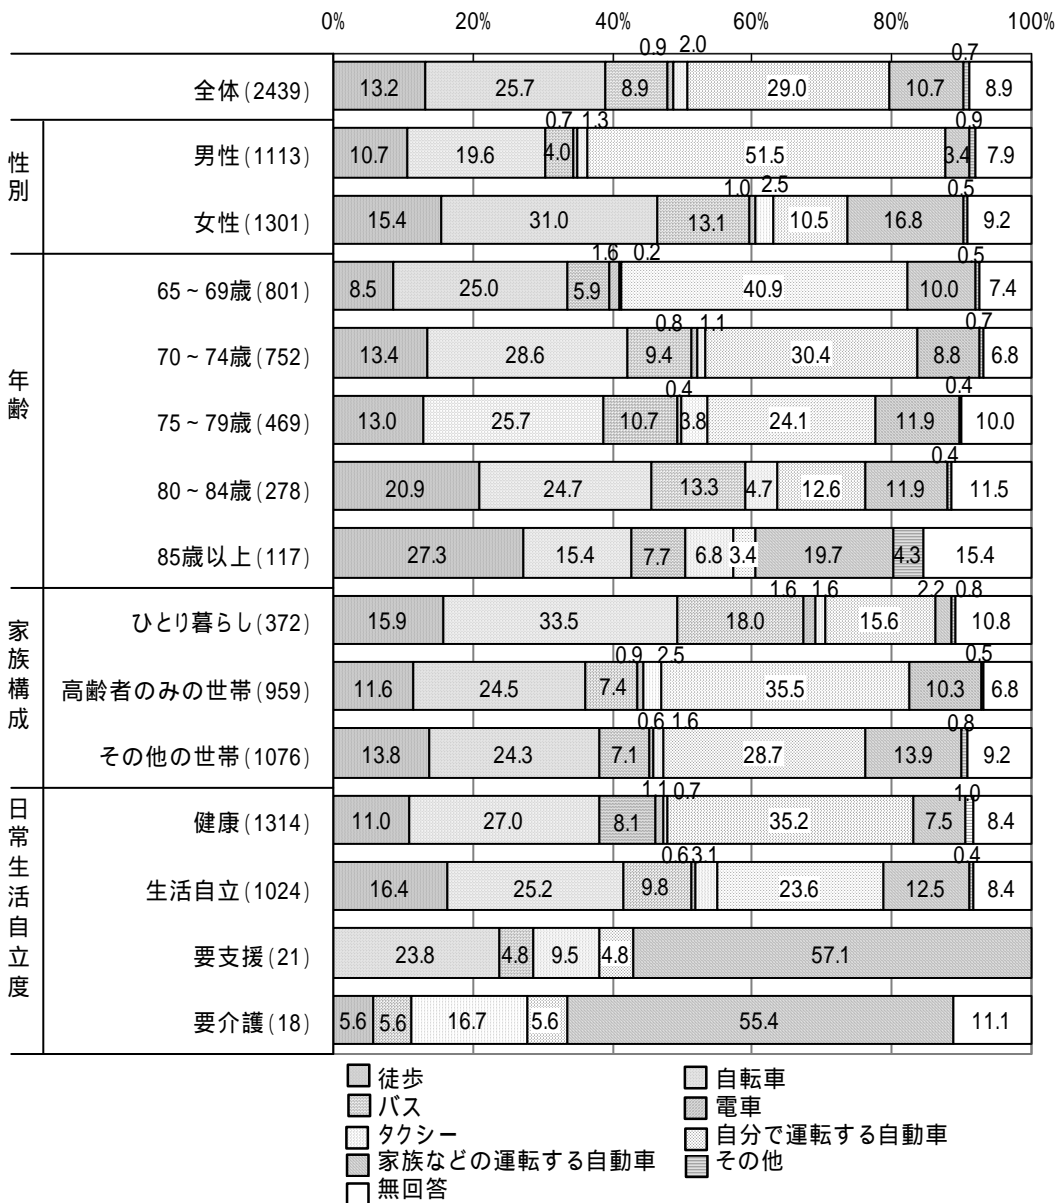 0% 20% 40% 60% 80% 100%
0.9 2.0 0.7
全体(2439) 13.2 25.7 8.9 29.0 10.7 8.9
性別
0.7 1.3 0.9
男性(1113) 10.7 19.6 4.0 51.5 3.4 7.9
1.0 2.5 0.5
女性(1301) 15.4 31.0 13.1 10.5 16.8 9.2
年齢
1.6 0.2 0.5
65～69歳(801) 8.5 25.0 5.9 40.9 10.0 7.4
0.8 1.1 0.7
70～74歳(752) 13.4 28.6 9.4 30.4 8.8 6.8
0.4 0.4
75～79歳(469) 13.0 25.7 10.7 3.8 24.1 11.9 10.0
0.4
80～84歳(278) 20.9 24.7 13.3 4.7 12.6 11.9 11.5
85歳以上(117) 27.3 15.4 7.7 6.8 3.4 19.7 4.3 15.4
家族構成
1.6 1.6 2.2 0.8
ひとり暮らし(372) 15.9 33.5 18.0 15.6 10.8
0.9 2.5 0.5
高齢者のみの世帯(959) 11.6 24.5 7.4 35.5 10.3 6.8
0.6 1.6 0.8
その他の世帯(1076) 13.8 24.3 7.1 28.7 13.9 9.2
日常生活自立度
1.1 0.7 1.0
健康(1314) 11.0 27.0 8.1 35.2 7.5 8.4
0.6 3.1 0.4
生活自立(1024) 16.4 25.2 9.8 23.6 12.5 8.4
要支援(21) 23.8 4.8 9.5 4.8 57.1
要介護(18) 5.6 5.6 16.7 5.6 55.4 11.1
徒歩 自転車
バス 電車
タクシー 自分で運転する自動車
家族などの運転する自動車 その他
無回答